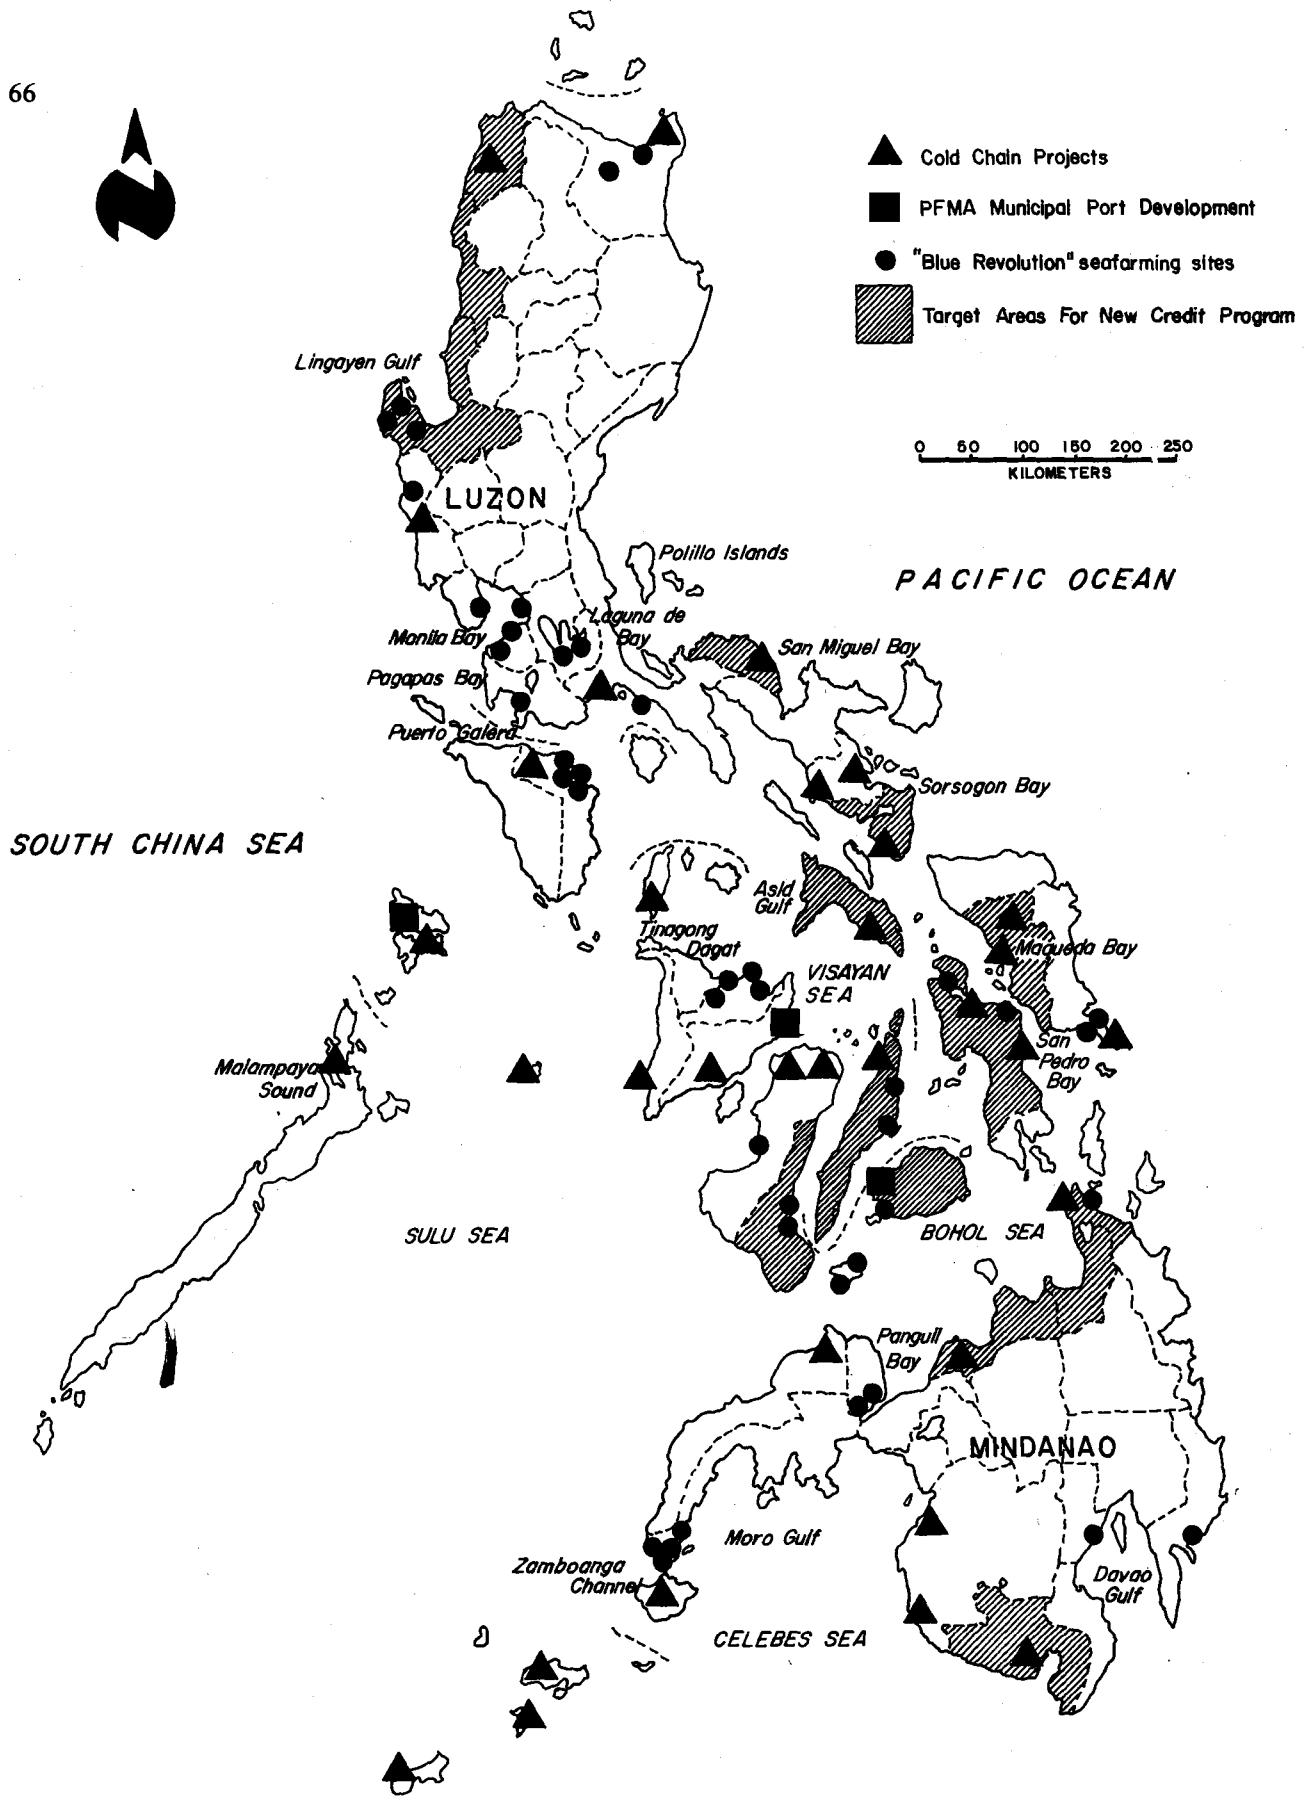 66
Cold Chain Projects
PFMA Municipal Port Development
"Blue Revolution" seafarming sites
Target Areas For New Credit Program
Lingayen Gulf
0 50 100 150 200 250
KILOMETERS
LUZON
Polillo Islands
PACIFIC OCEAN
Laguna de
Bay
Manila Bay
San Miguel Bay
Pagapas Bay
Puerto Galera
Sorsogon Bay
SOUTH CHINA SEA
Asid
Gulf
Tinagong
Dagat
Maqueda Bay
VISAYAN
SEA
San
Pedro
Bay
Malampaya
Sound
SULU SEA
BOHOL SEA
Panguil
Bay
MINDANAO
Moro Gulf
Zamboanga
Channel
Davao
Gulf
CELEBES SEA